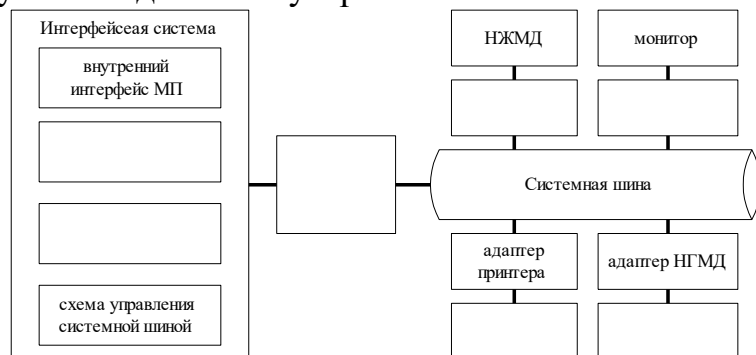 Интерфейсеая система
внутренний
интерфейс МП
схема управления
системной шиной
НЖМД
монитор
Системная шина
адаптер
принтера
адаптер НГМД